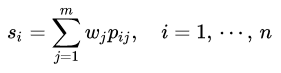 s_i = \sum_{j=1}^{m} w_j p_{ij}, \quad i = 1, \cdots, n